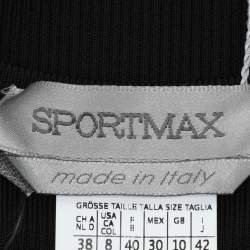 SPORTMAX
made in Italy
GRÖSSE TAILLE TALLA SIZE TAGLIA
CH A USA F MEX GB I
NL D CA COL B J
38 8 40 30 10 42